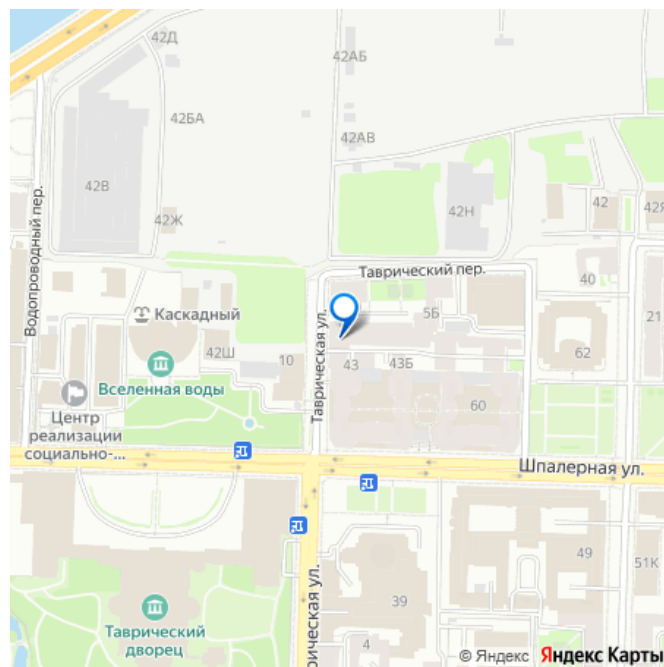 42Д
42АБ
42БА
42АВ
42В
42Н
42
42Я
42Ж
Водопроводный пер.
Таврический пер.
40
Каскадный
Таврическая ул.
5Б
21
42Ш
10
43
43Б
62
Вселенная воды
60
Центр
реализации
социально-...
Шпалерная ул.
49
51К
39
Таврический
дворец
4
рическая ул.
© Яндекс Яндекс Карты